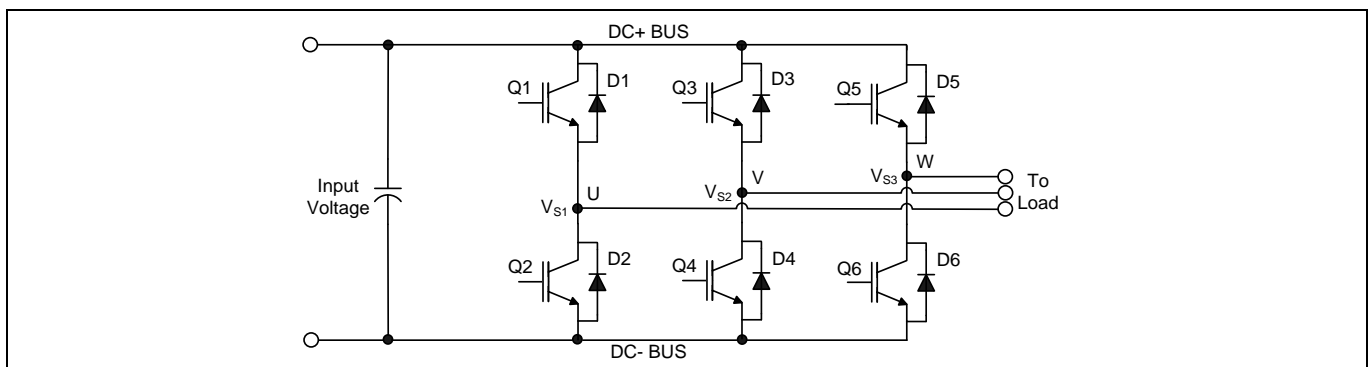 DC+ BUS
Q1
D1
Q3
D3
Q5
D5
Input
Voltage
U
V
W
VS1
VS2
VS3
To
Load
Q2
D2
Q4
D4
Q6
D6
DC- BUS